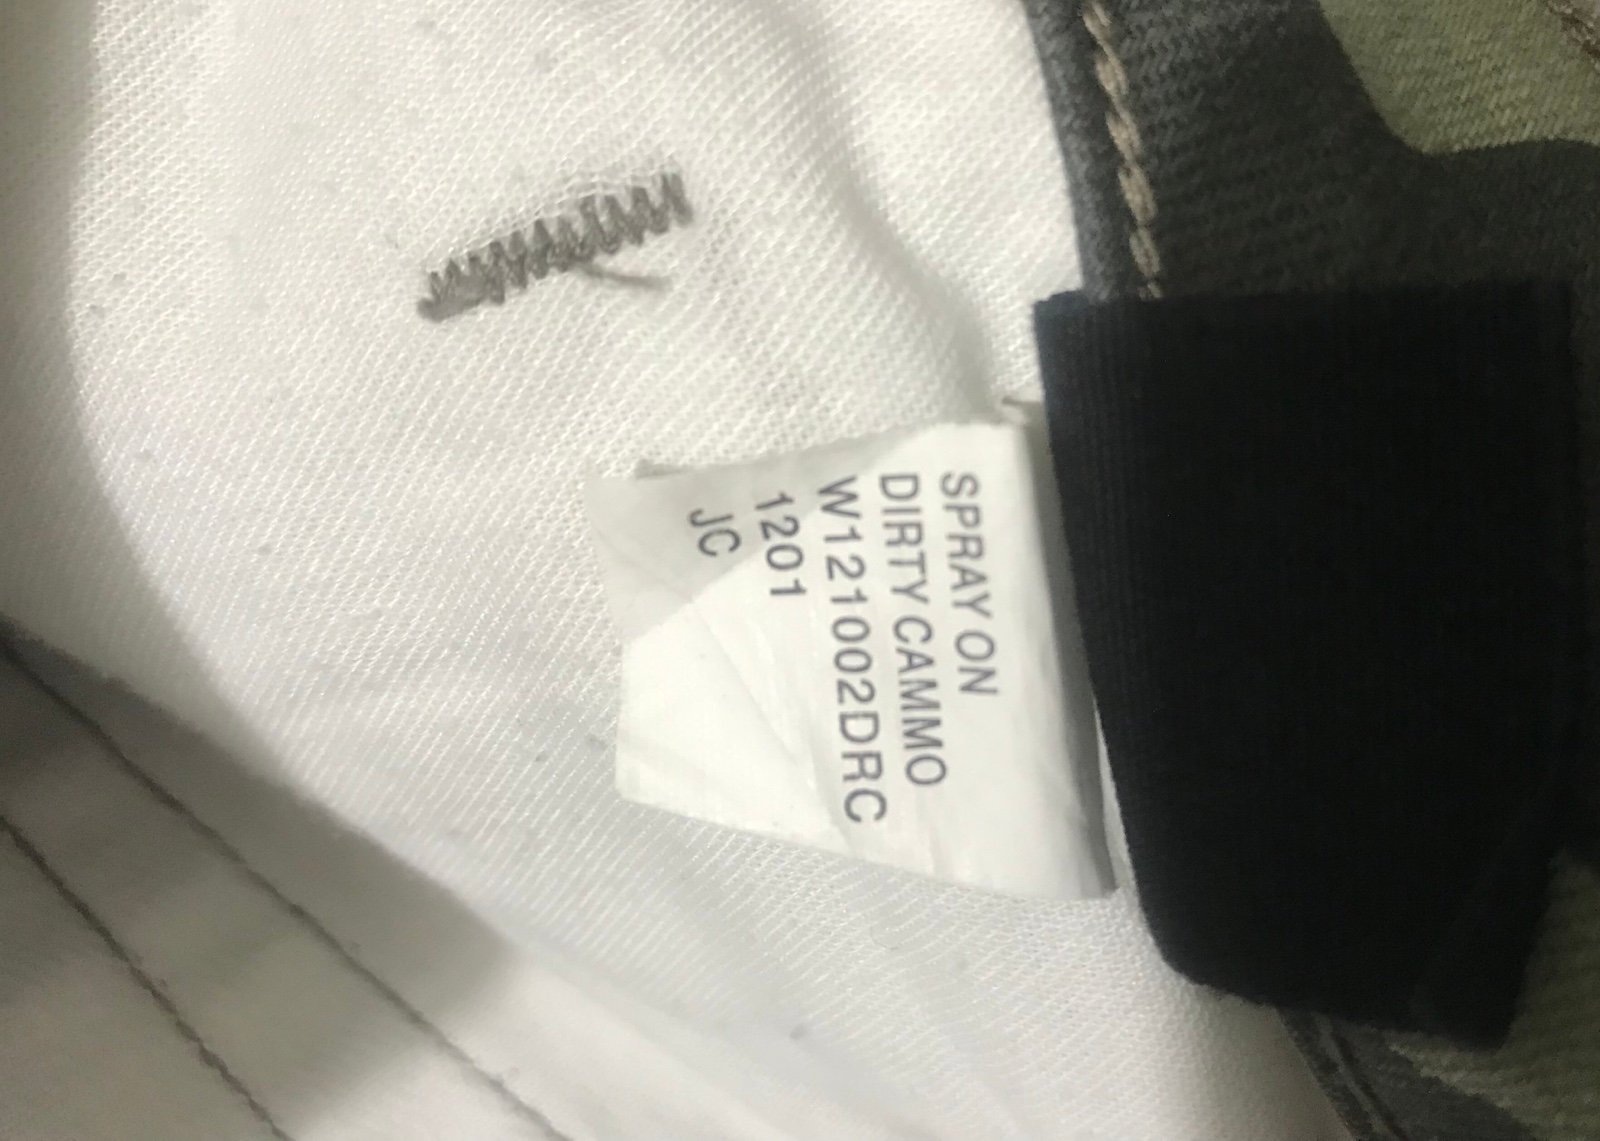 SPRAY ON
DIRTY CAMMO
W121002DRC
1201
JC